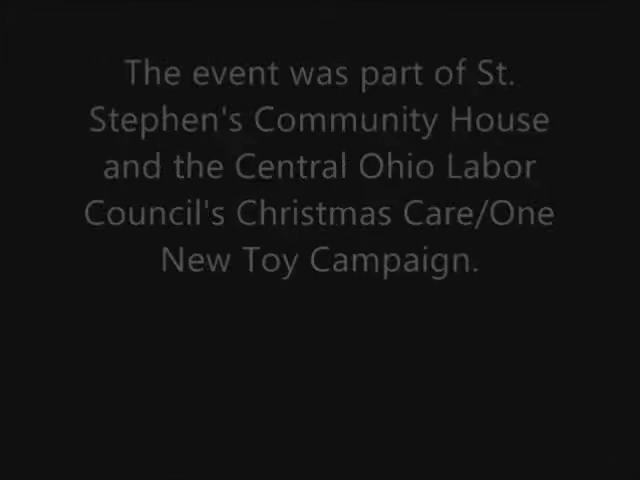 The event was part of St.
Stephen's Community House
and the Central Ohio Labor
Council's Christmas Care/One
New Toy Campaign.